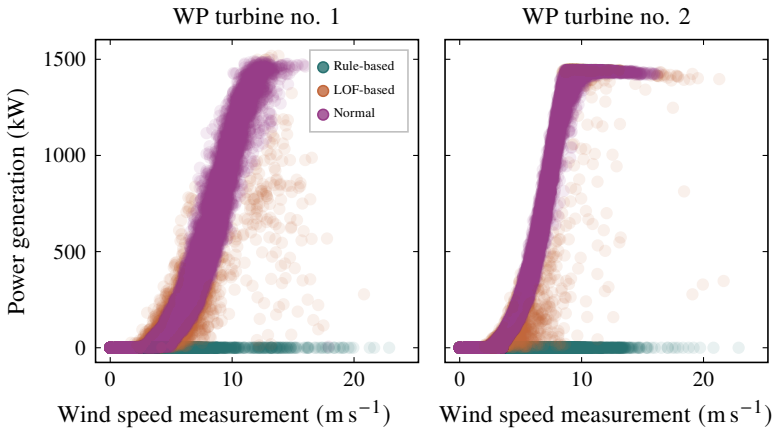 WP turbine no. 1
WP turbine no. 2
Power generation (kW)
1500
1000
500
0
Rule-based
LOF-based
Normal
0 10 20
0 10 20
Wind speed measurement (m s⁻¹)
Wind speed measurement (m s⁻¹)